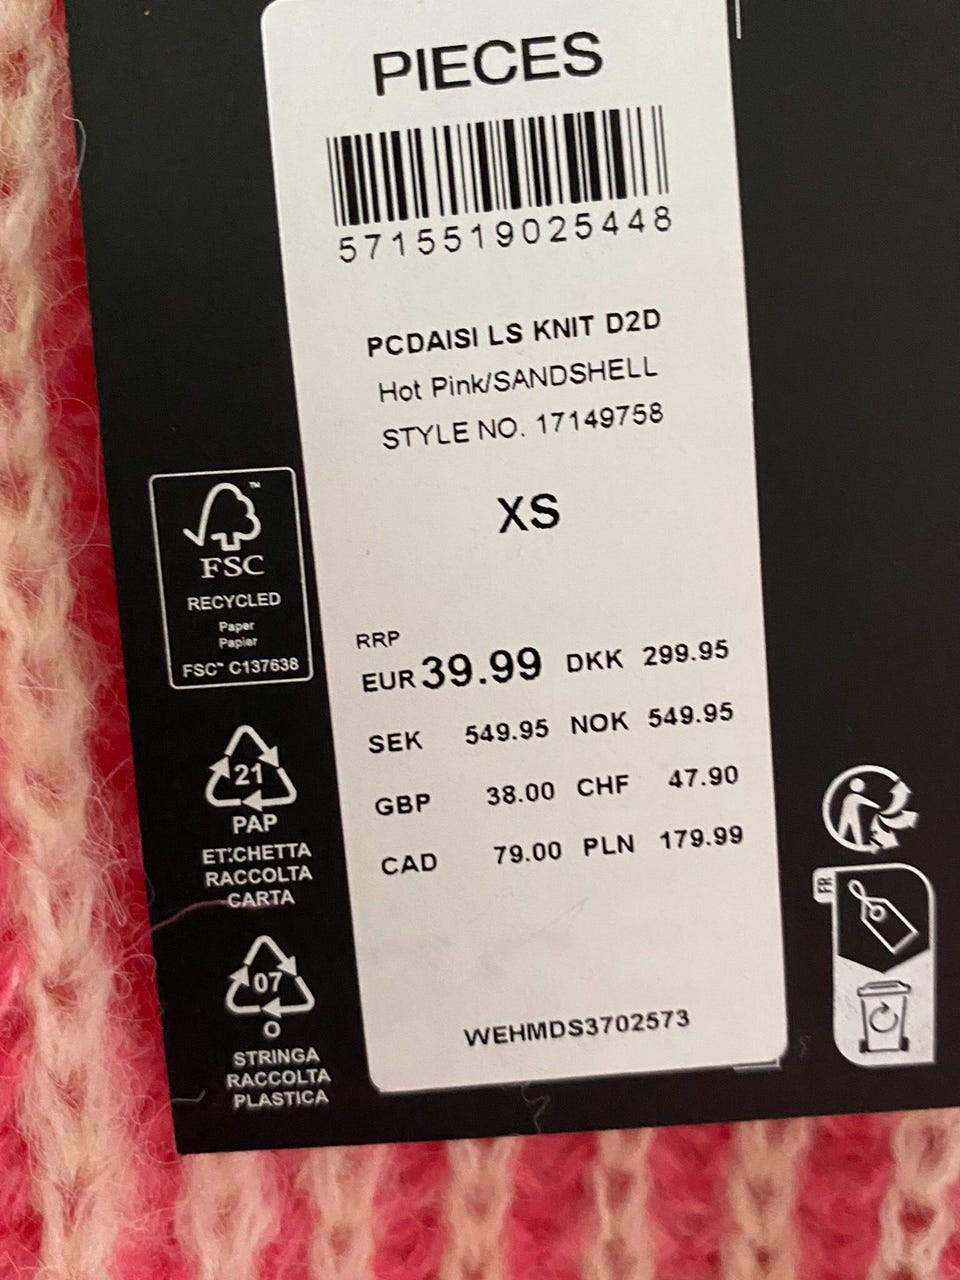 PIECES
5715519025448
PCDAISI LS KNIT D2D
Hot Pink/SANDSHELL
STYLE NO. 17149758
XS
RRP
EUR 39.99 DKK 299.95
SEK 549.95 NOK 549.95
GBP 38.00 CHF 47.90
CAD 79.00 PLN 179.99
WEHMDS3702573
™
FSC
RECYCLED
Paper
Papier
FSC™ C137638
21
PAP
ETICHETTA
RACCOLTA
CARTA
07
O
STRINGA
RACCOLTA
PLASTICA
FR